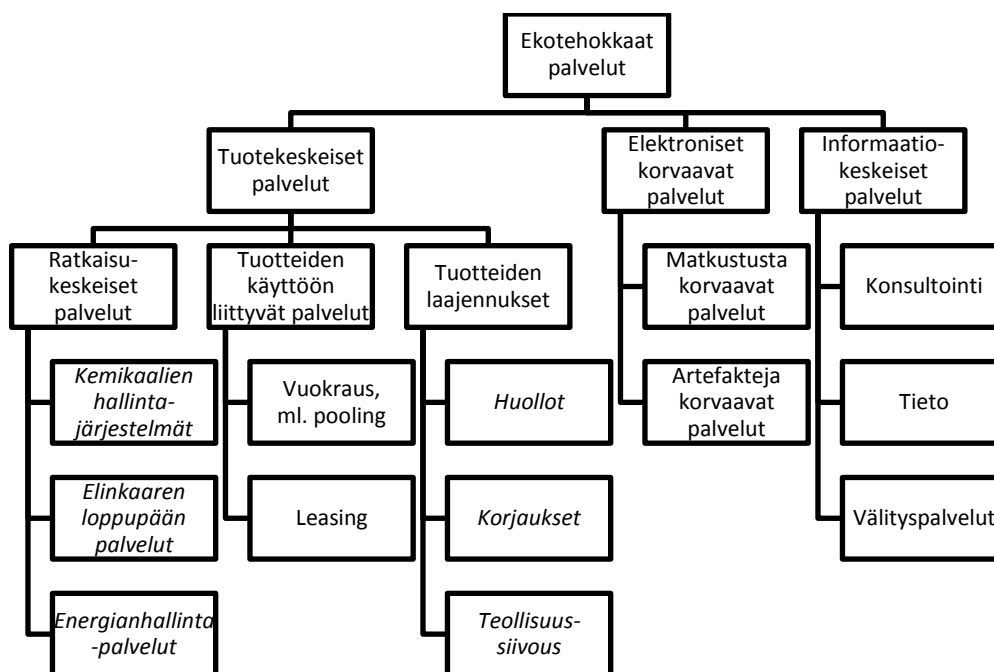 Ekotehokkaat
palvelut
Tuotekeskeiset
palvelut
Elektroniset
korvaavat
palvelut
Informaatio-
keskeiset
palvelut
Ratkaisu-
keskeiset
palvelut
Tuotteiden
käyttöön
liittyvät palvelut
Tuotteiden
laajennukset
Matkustusta
korvaavat
palvelut
Konsultointi
Kemikaalien
hallinta-
järjestelmät
Vuokraus,
ml. pooling
Huollot
Artefakteja
korvaavat
palvelut
Tieto
Elinkaaren
loppupään
palvelut
Leasing
Korjaukset
Välityspalvelut
Energianhallinta
-palvelut
Teollisuus-
siivous